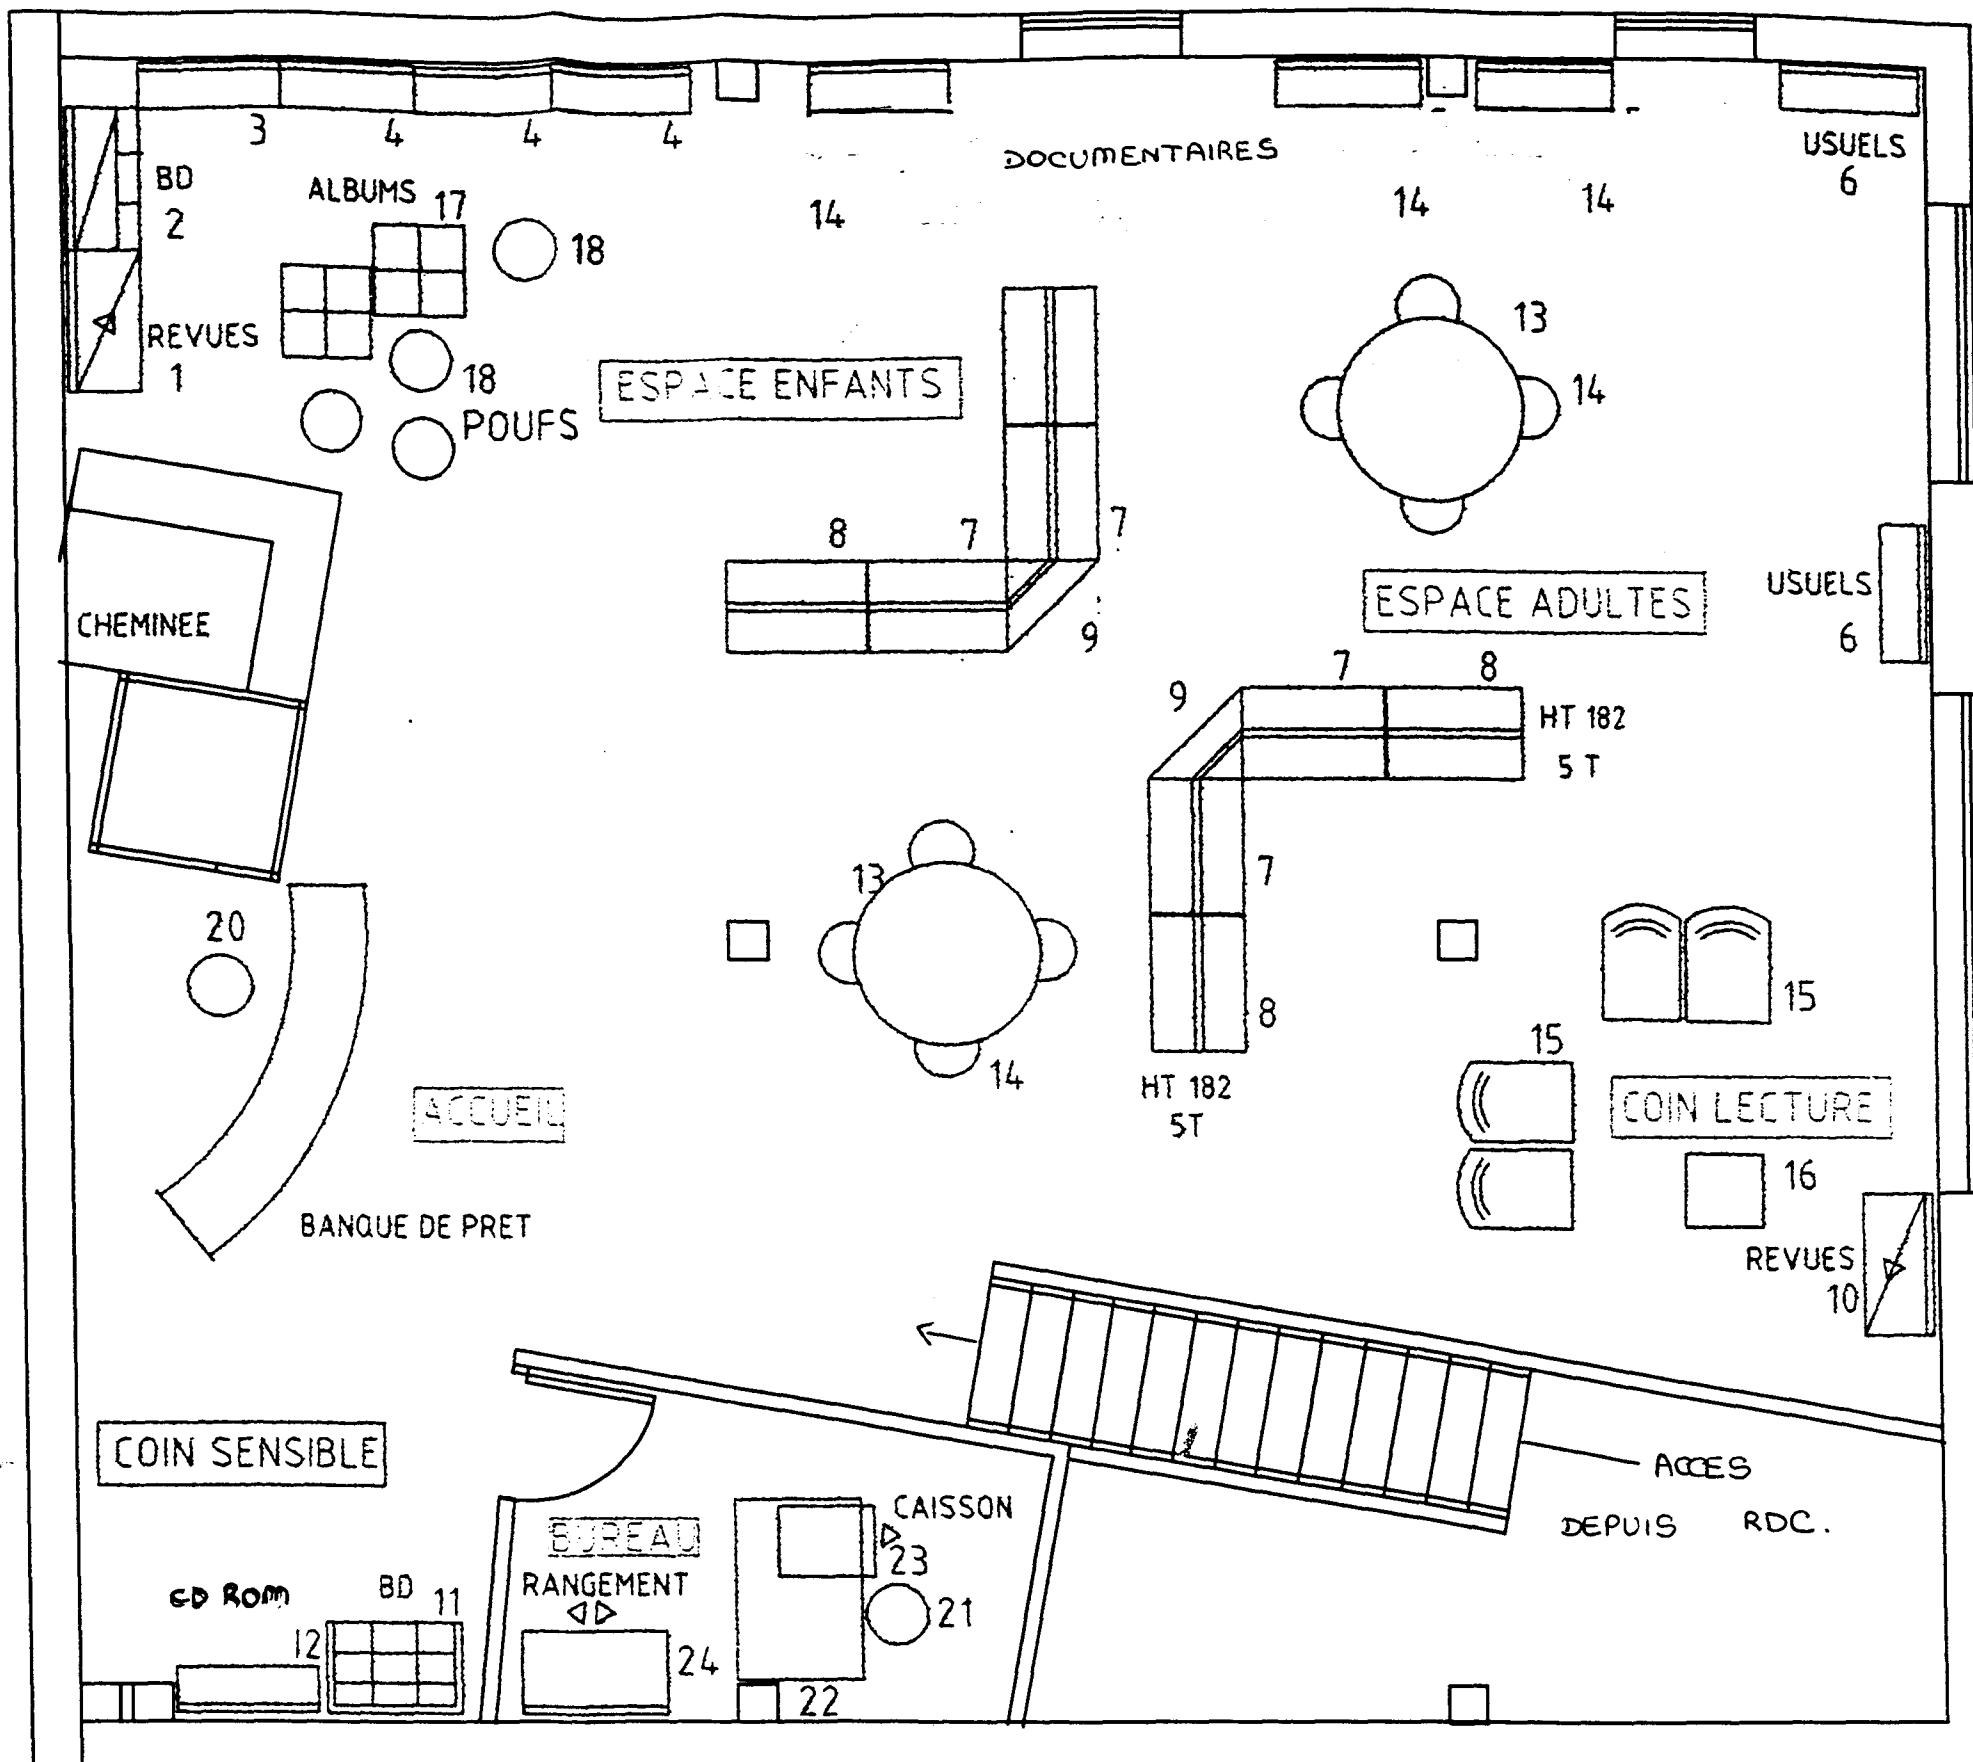 3
4
4
4
DOCUMENTAIRES
USUELS
6
BD
2
ALBUMS
17
18
14
14
14
REVUES
1
18
POUFS
ESPACE ENFANTS
13
14
8
7
7
9
CHEMINEE
ESPACE ADULTES
USUELS
6
9
7
8
HT 182
5 T
7
8
HT 182
5T
13
14
20
15
15
COIN LECTURE
16
REVUES
10
ACCUEIL
BANQUE DE PRET
COIN SENSIBLE
ACCES
DEPUIS RDC.
BUREAU
RANGEMENT
24
CAISSON
23
21
22
CD ROM
12
BD
11